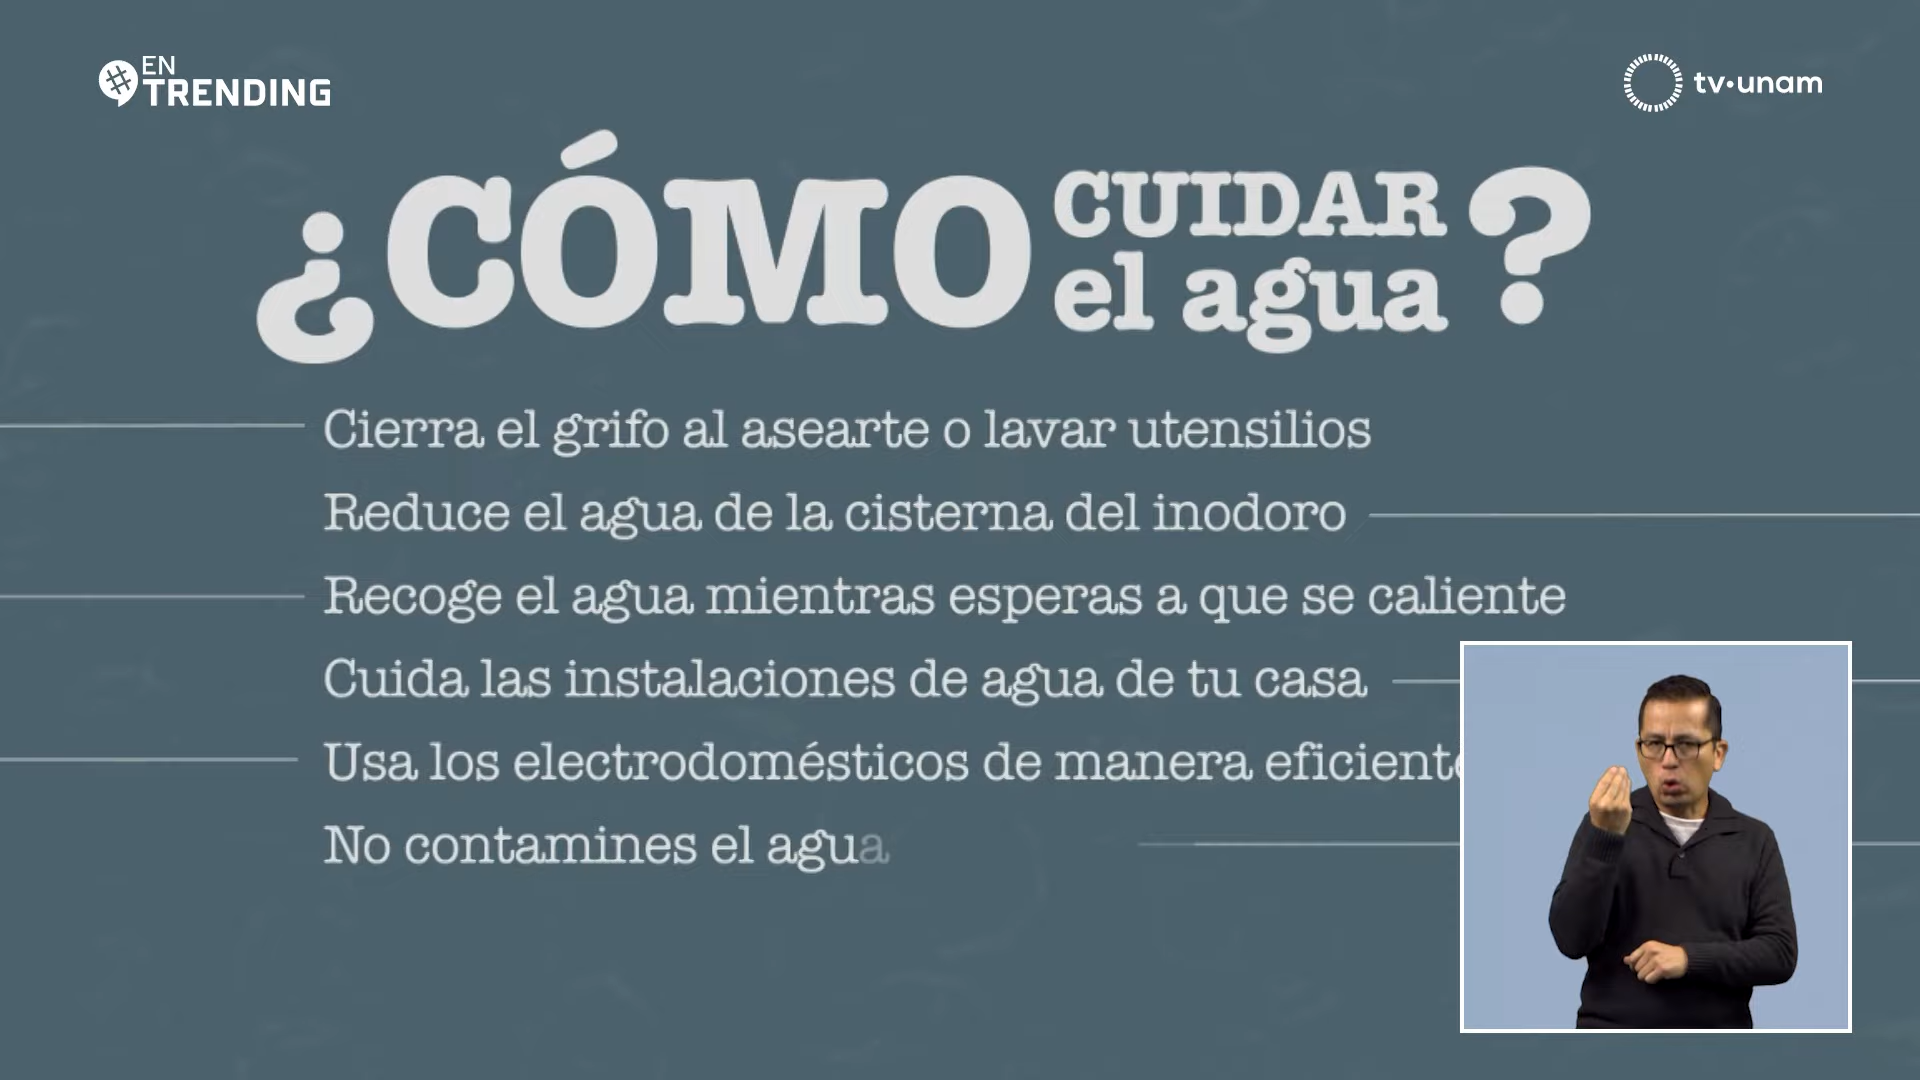 EN
TRENDING
tv·unam
¿CÓMO CUIDAR
el agua?
Cierra el grifo al asearte o lavar utensilios
Reduce el agua de la cisterna del inodoro
Recoge el agua mientras esperas a que se caliente
Cuida las instalaciones de agua de tu casa
Usa los electrodomésticos de manera eficiente
No contamines el agua